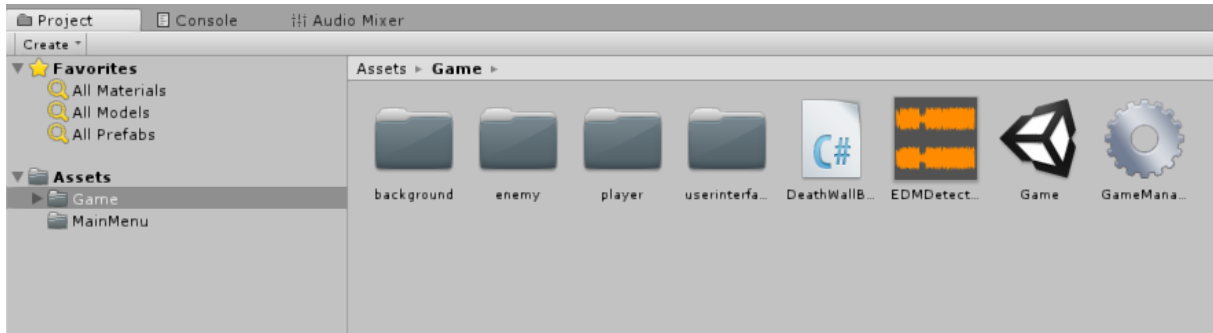 Project Console Audio Mixer
Create
Favorites
All Materials
All Models
All Prefabs
Assets
Game
MainMenu
Assets Game
background enemy player userinterfa... DeathWallB... EDMDetect... Game GameMana...
C#